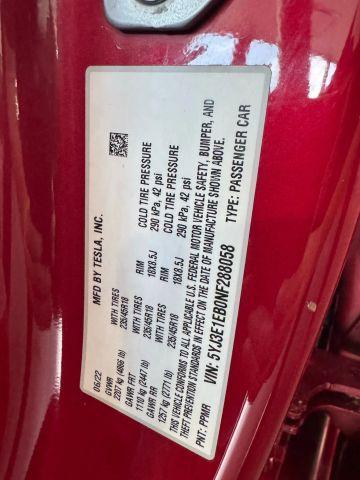 MFD BY TESLA, INC.
06/22
GVWR
2207 kg (4866 lb) WITH TIRES RIM COLD TIRE PRESSURE
GAWR FRT
1110 kg (2447 lb) 235/45R18 18X8.5J 290 kPa, 42 psi
GAWR RR WITH TIRES RIM COLD TIRE PRESSURE
1257 kg (2771 lb) 235/45R18 18X8.5J 290 kPa, 42 psi
THIS VEHICLE CONFORMS TO ALL APPLICABLE U.S. FEDERAL MOTOR VEHICLE SAFETY, BUMPER, AND
THEFT PREVENTION STANDARDS IN EFFECT ON THE DATE OF MANUFACTURE SHOWN ABOVE.
VIN: 5YJ3E1EB0NF288058 TYPE: PASSENGER CAR
PNT: PPMR